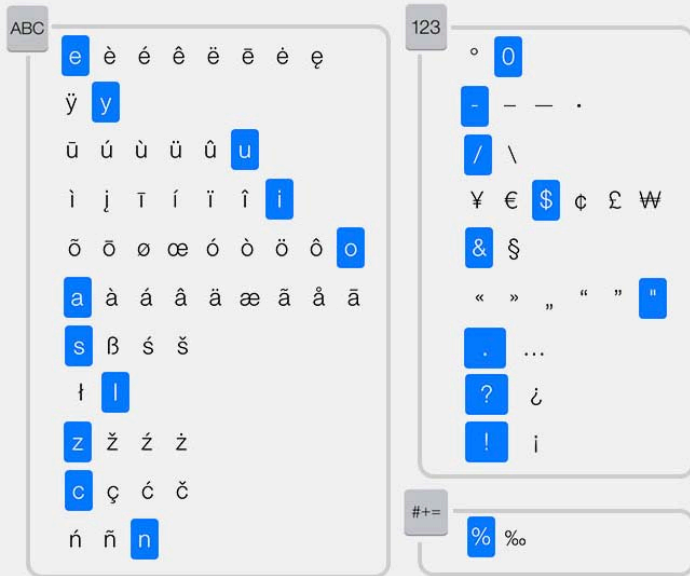 ABC
e è é ê ë ē ė ę
ÿ y
ū ú ù ü û u
ì į ī í ï î i
õ ō ø œ ó ò ö ô o
a à á â ä æ ã å ā
s ß ś š
ł l
z ž ź ż
c ç ć č
ń ñ n
123
° 0
- – — ·
/ \
¥ € $ ¢ £ ₩
& §
« » „ “ ” "
. …
? ¿
! ¡
#+=
% ‰